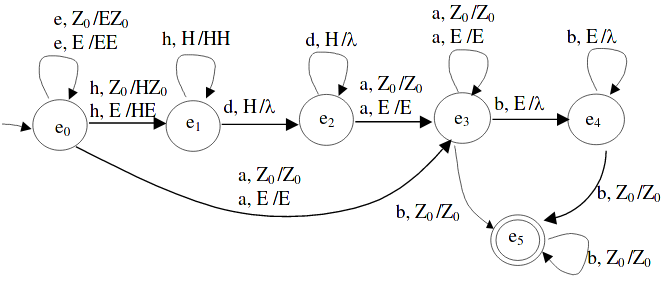 e, Z₀/EZ₀
e, E /EE
h, H/HH
d, H/λ
a, Z₀/Z₀
a, E /E
b, E/λ
h, Z₀/HZ₀
h, E /HE
d, H/λ
a, Z₀/Z₀
a, E /E
b, E/λ
e₀
e₁
e₂
e₃
e₄
a, Z₀/Z₀
a, E /E
b, Z₀/Z₀
b, Z₀/Z₀
e₅
b, Z₀/Z₀